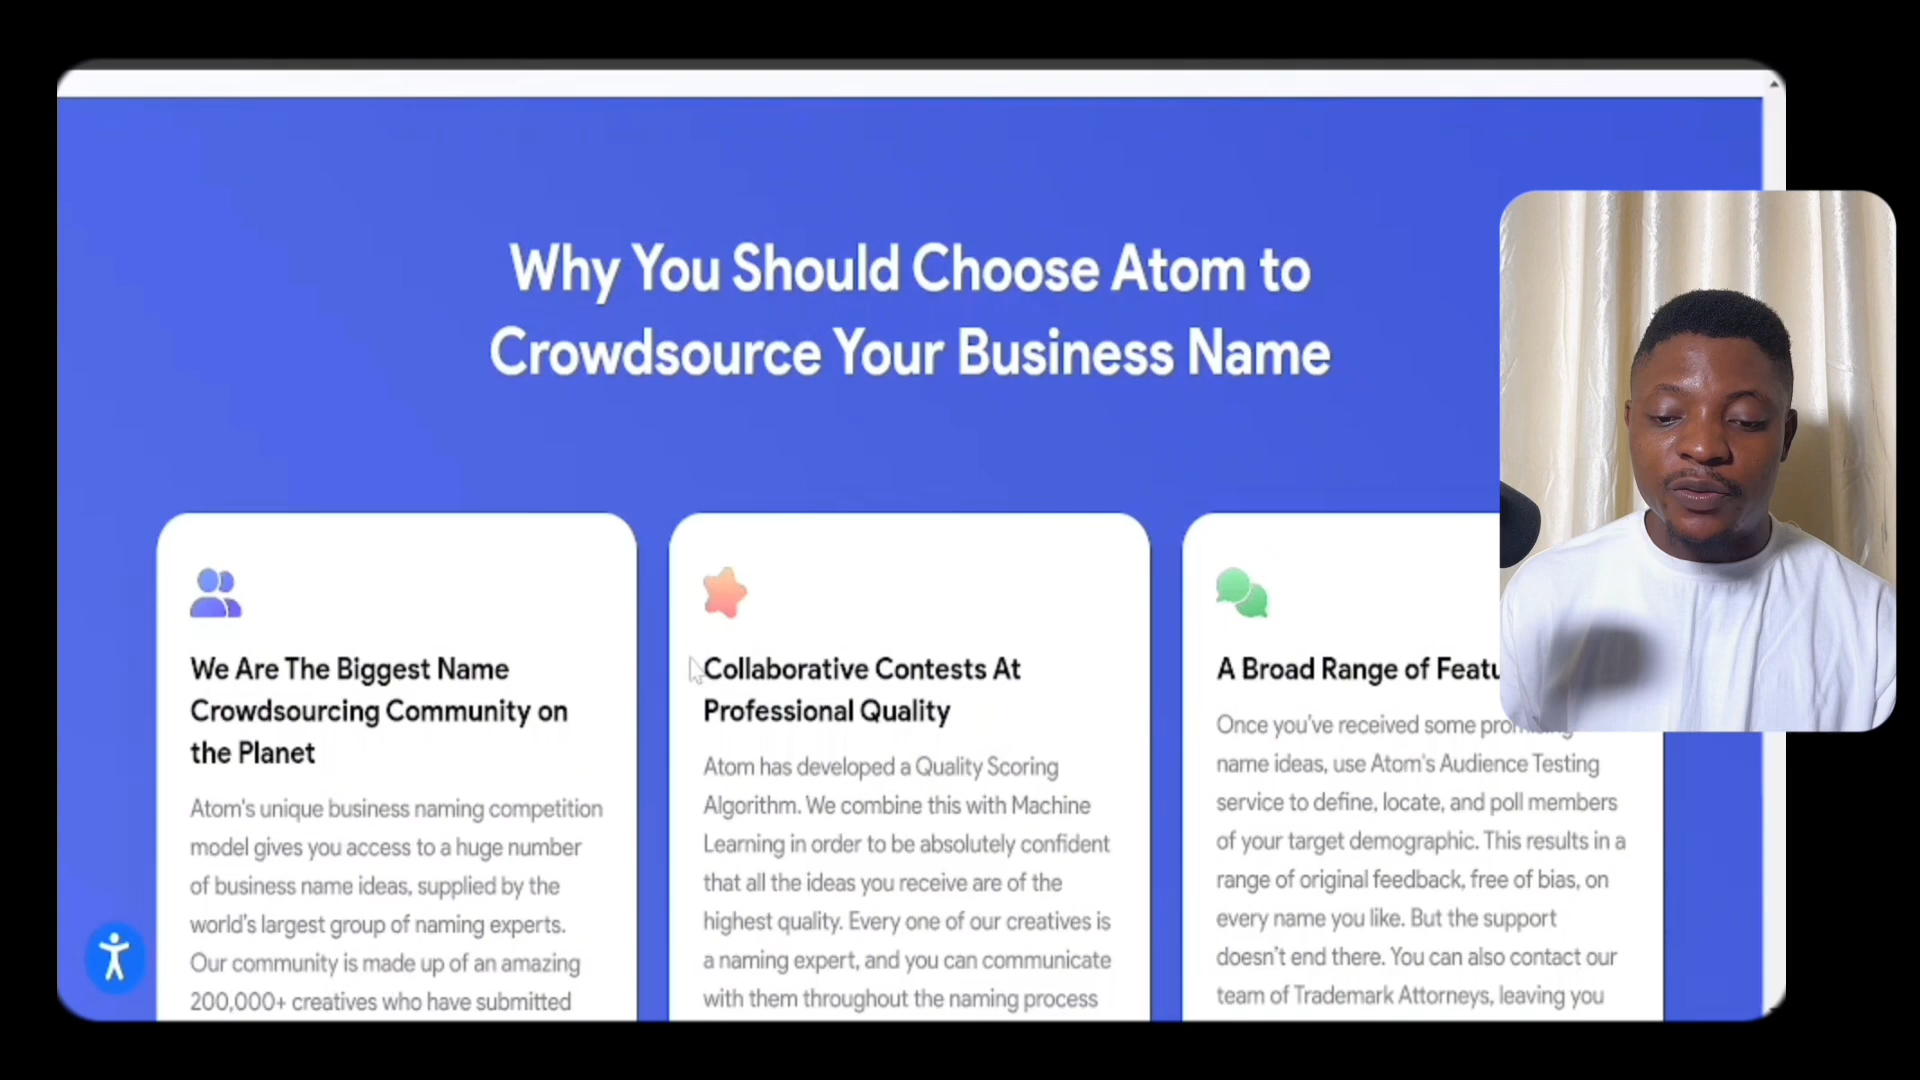 Why You Should Choose Atom to
Crowdsource Your Business Name
We Are The Biggest Name
Crowdsourcing Community on
the Planet
Atom's unique business naming competition
model gives you access to a huge number
of business name ideas, supplied by the
world's largest group of naming experts.
Our community is made up of an amazing
200,000+ creatives who have submitted
Collaborative Contests At
Professional Quality
Atom has developed a Quality Scoring
Algorithm. We combine this with Machine
Learning in order to be absolutely confident
that all the ideas you receive are of the
highest quality. Every one of our creatives is
a naming expert, and you can communicate
with them throughout the naming process
A Broad Range of
Once you've received some
name ideas, use Atom's Audience Testing
service to define, locate, and poll members
of your target demographic. This results in a
range of original feedback, free of bias, on
every name you like. But the support
doesn't end there. You can also contact our
team of Trademark Attorneys, leaving you